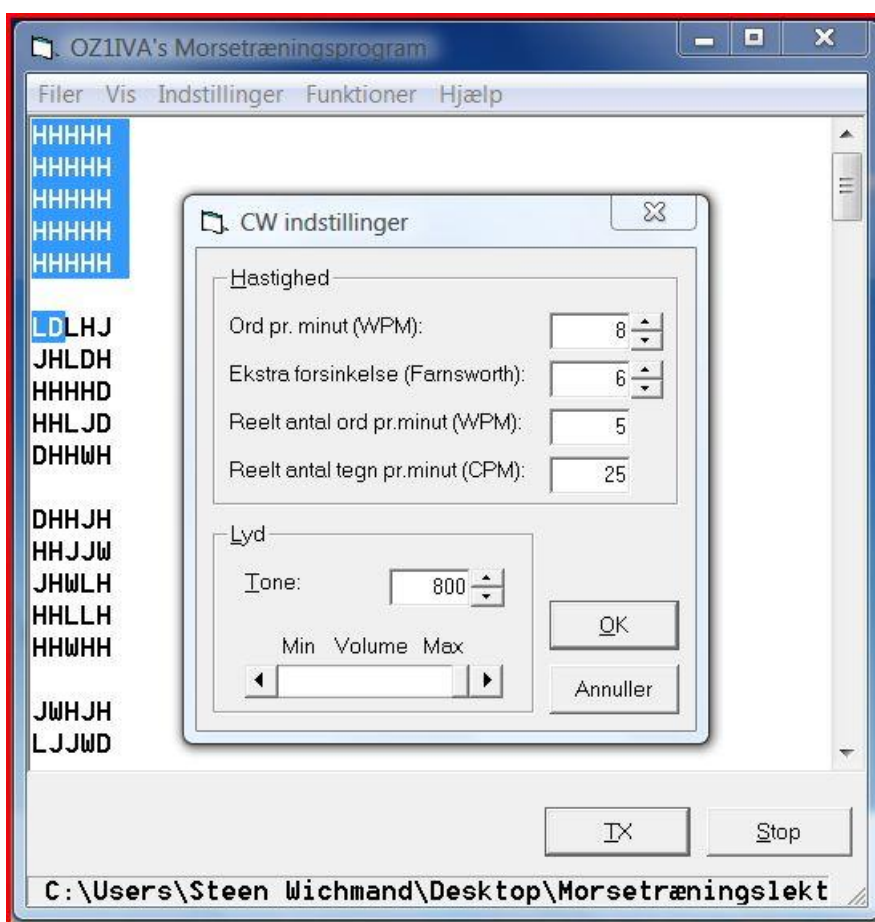 OZ1IVA's Morsetræningsprogram
Filer Vis Indstillinger Funktioner Hjælp
HHHHH
HHHHH
HHHHH
HHHHH
HHHHH
LDLHJ
JHLDH
HHHHD
HHLJD
DHHWH
DHHJH
HHJJW
JHWLH
HHLLH
HHWHH
JWHJH
LJJWD
CW indstillinger
Hastighed
Ord pr. minut (WPM): 8
Ekstra forsinkelse (Farnsworth): 6
Reelt antal ord pr.minut (WPM): 5
Reelt antal tegn pr.minut (CPM): 25
Lyd
Tone: 800
Min Volume Max
OK
Annuller
TX Stop
C:\Users\Steen Wichmand\Desktop\Morsetræningslekt